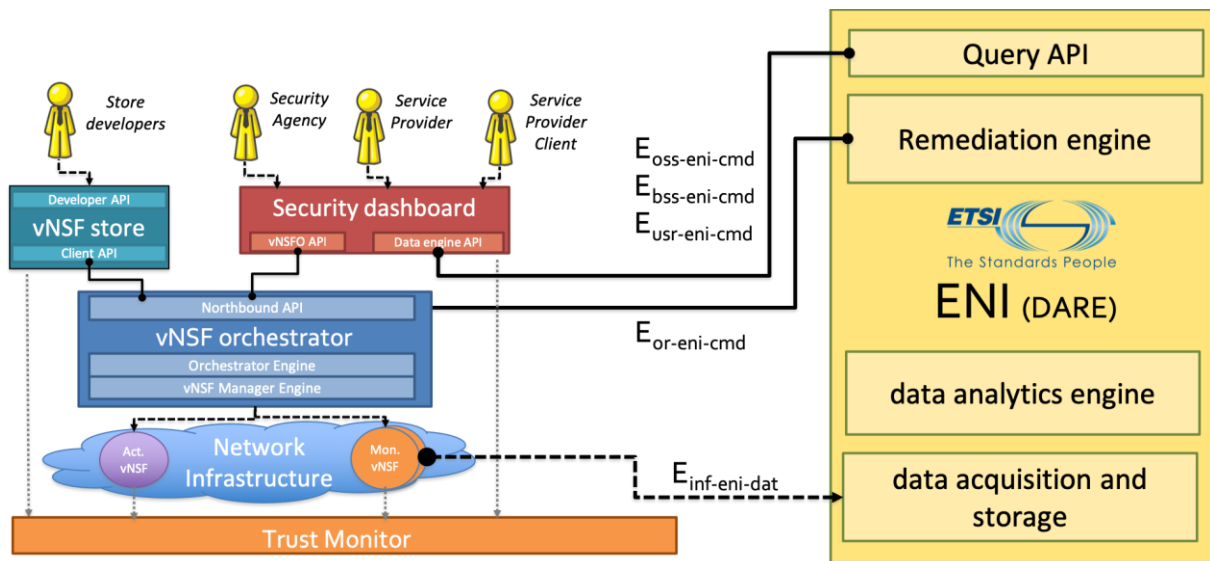 Store
developers
Security
Agency
Service
Provider
Service
Provider
Client
Developer API
vNSF store
Client API
Security dashboard
vNSFO API
Data engine API
Northbound API
vNSF orchestrator
Orchestrator Engine
vNSF Manager Engine
Act.
vNSF
Network
Infrastructure
Mon.
vNSF
Trust Monitor
Eoss-eni-cmd
Ebss-eni-cmd
Eusr-eni-cmd
Eor-eni-cmd
Einf-eni-dat
Query API
Remediation engine
ETSI
The Standards People
ENI (DARE)
data analytics engine
data acquisition and
storage